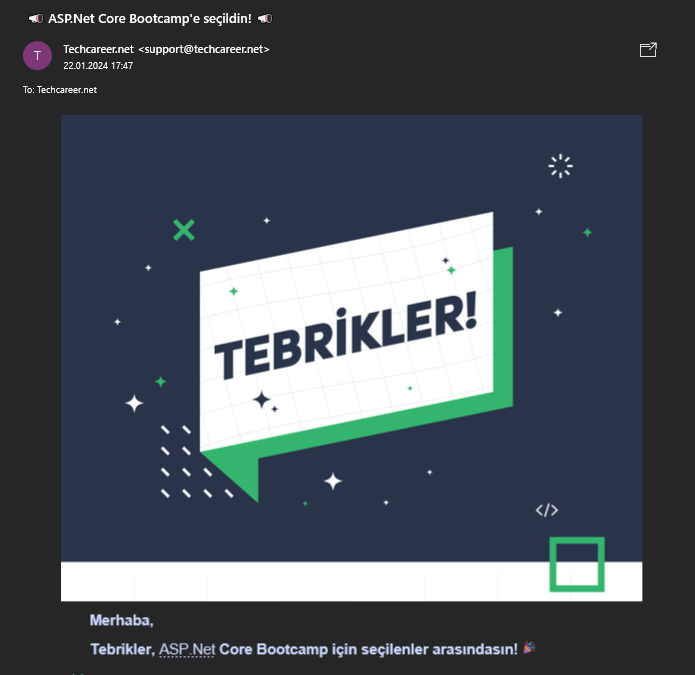 📢 ASP.Net Core Bootcamp'e seçildin! 📢
T
Techcareer.net <support@techcareer.net>
22.01.2024 17:47
To: Techcareer.net
TEBRİKLER!
</>
Merhaba,
Tebrikler, ASP.Net Core Bootcamp için seçilenler arasındasın! 🎉